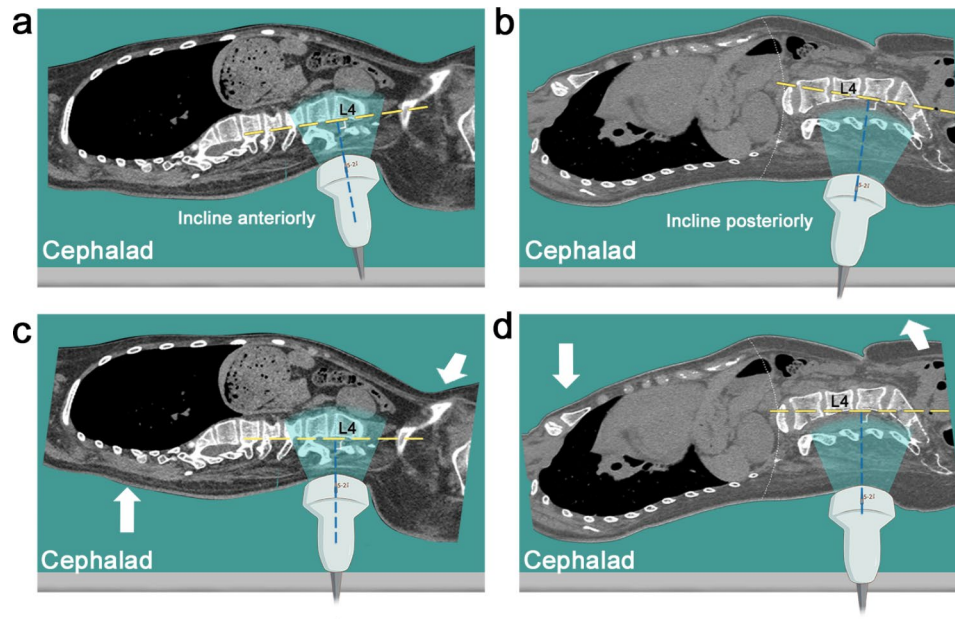 a
L4
Incline anteriorly
Cephalad
b
L4
Incline posteriorly
Cephalad
c
L4
Cephalad
d
L4
Cephalad